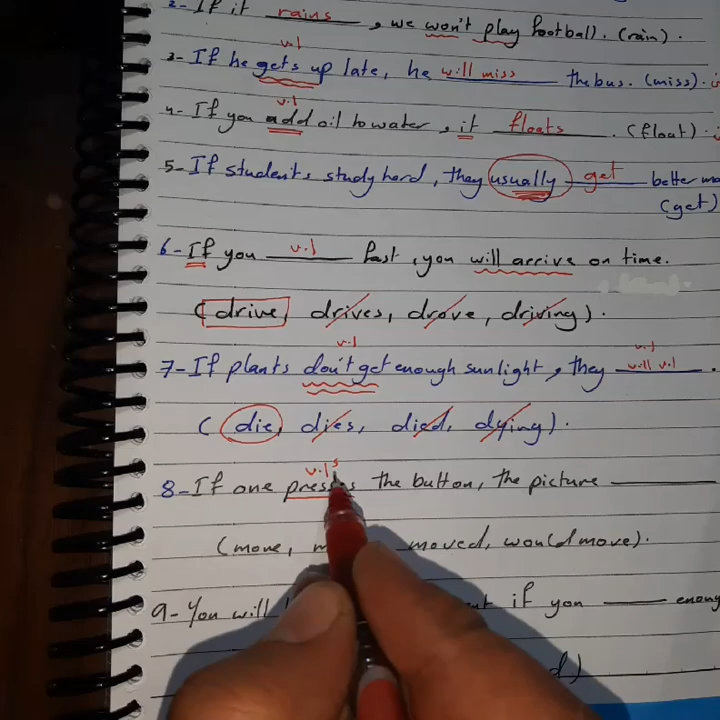 2- If it rains, we won't play football. (rain).
v.1
3- If he gets up late, he will miss the bus. (miss).
v.1
4- If you add oil to water, it floats. (float).
5- If students study hard, they usually get better
(get)
6- If you v.1 fast, you will arrive on time.
(drive, drives, drove, driving).
v.1 v.1
7- If plants don't get enough sunlight, they will v.1.
(die, dies, died, dying).
v.1 s
8- If one presses the button, the picture
(move, moved, would move).
9- You will if you